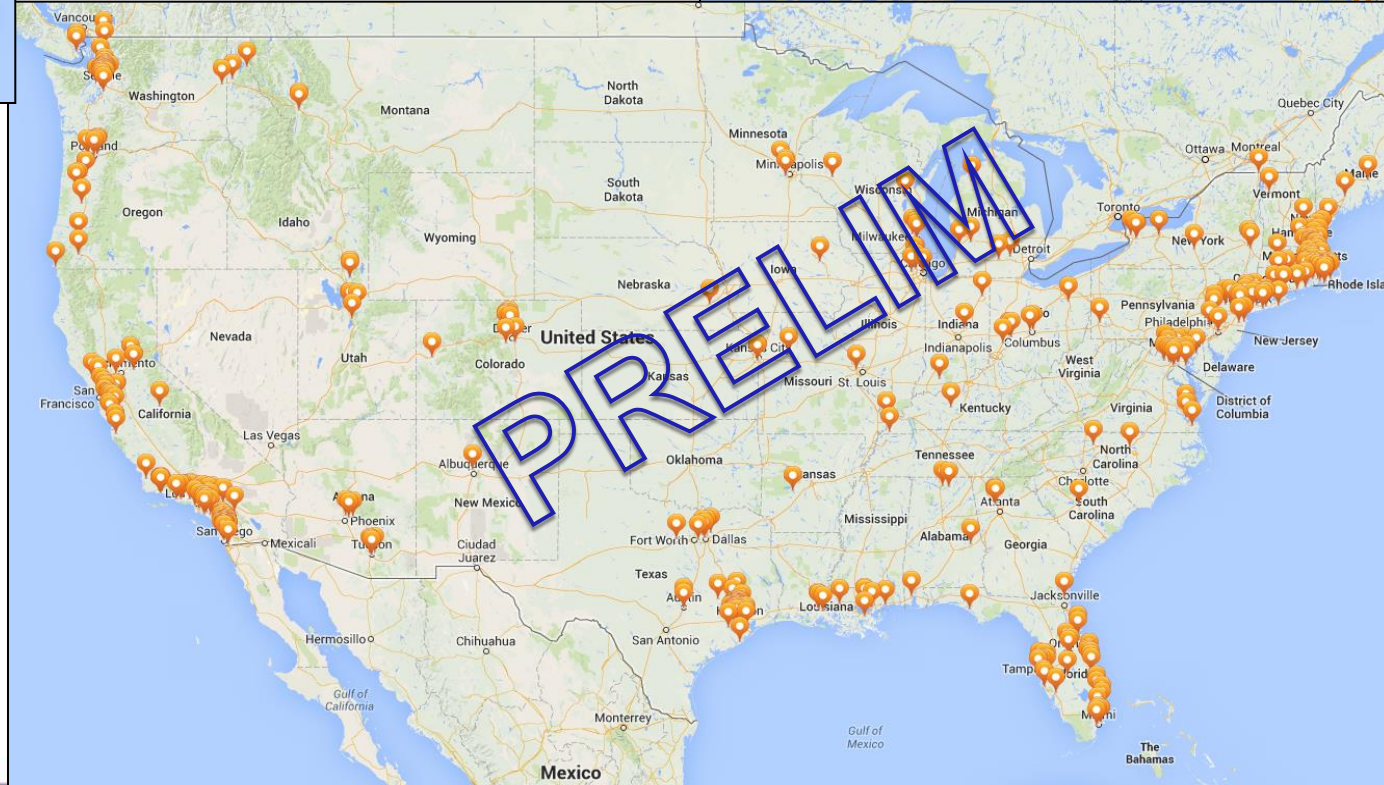 Vancou
Quebec City
Washington
North
Dakota
Montana
Minnesota
Ottawa
Montreal
Maine
South
Dakota
Vermont
Oregon
Idaho
Wyoming
Wisconsin
Michigan
Toronto
Milwaukee
New York
Detroit
Iowa
Nebraska
Rhode Isla
Pennsylvania
Philadelphi
Nevada
United States
Illinois
Indiana
Columbus
New Jersey
Utah
Colorado
Indianapolis
West
Virginia
Delaware
Kansas
Missouri
St. Louis
San
Francisco
California
Kentucky
Virginia
District of
Columbia
Las Vegas
Albuquerque
Oklahoma
Tennessee
North
Carolina
Charlotte
New Mexico
Atlanta
South
Carolina
Phoenix
Mississippi
Mexicali
Ciudad
Juarez
Fort Worth
Dallas
Alabama
Georgia
Texas
Jacksonville
San Antonio
Hermosillo
Chihuahua
Gulf of
California
Monterrey
Gulf of
Mexico
The
Bahamas
Mexico
PRELIM